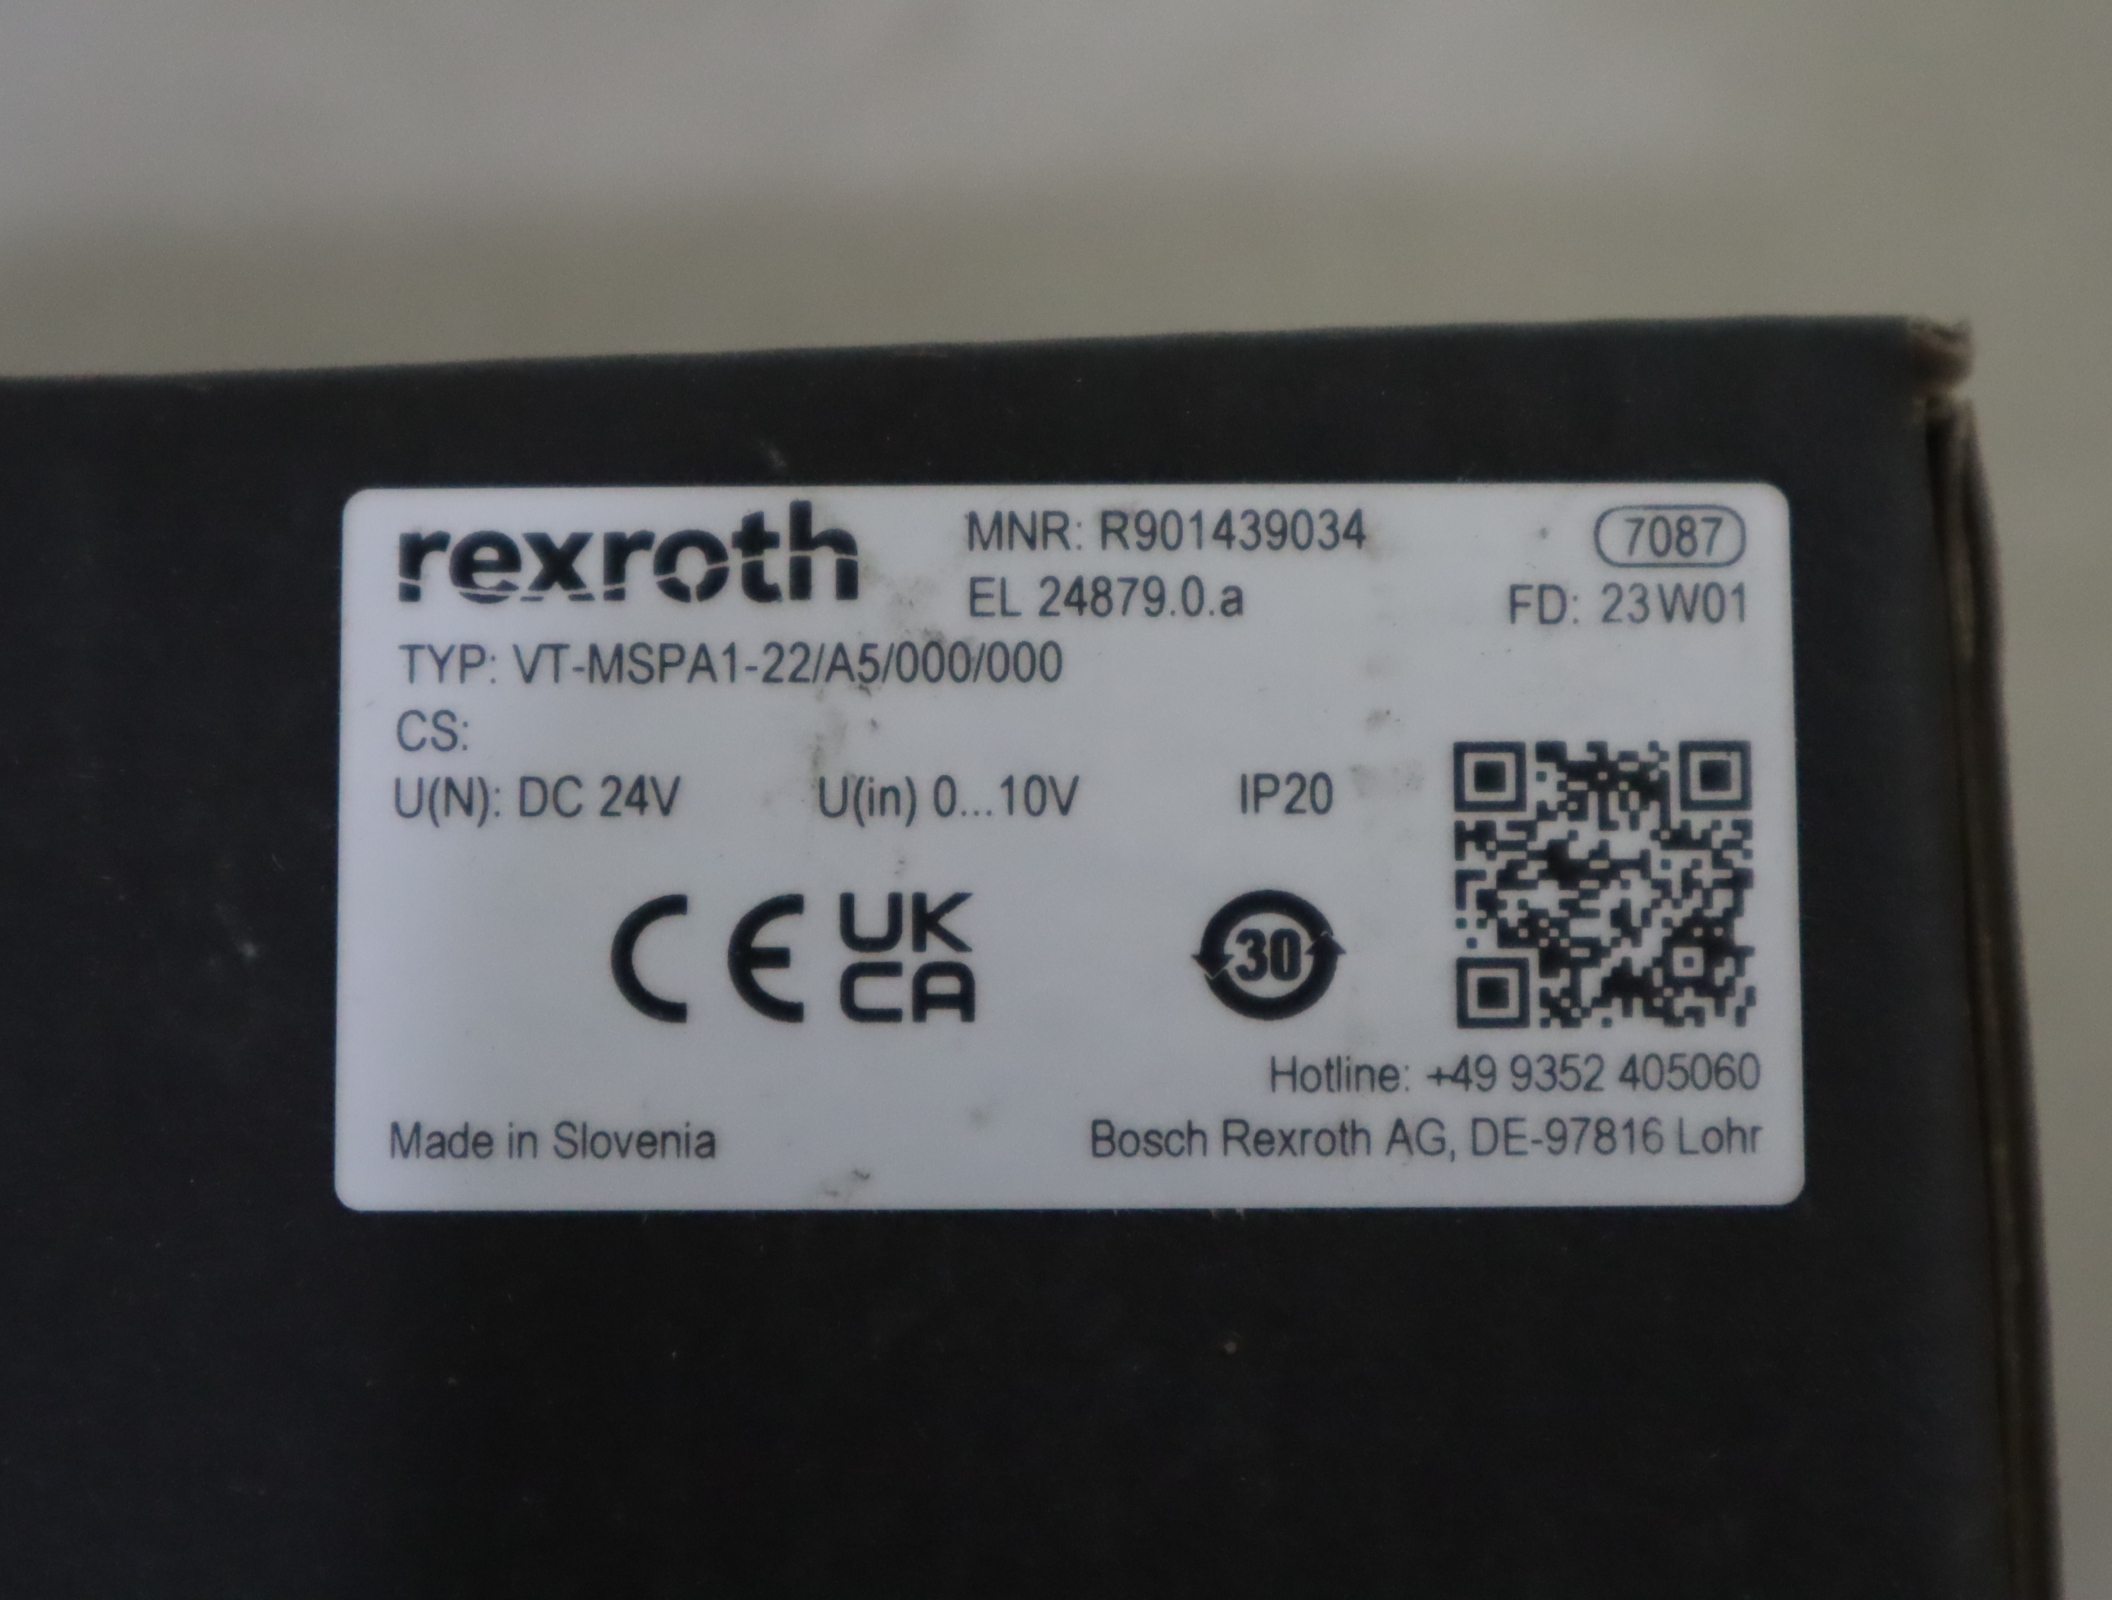 rexroth
MNR: R901439034
7087
EL 24879.0.a
FD: 23W01
TYP: VT-MSPA1-22/A5/000/000
CS:
U(N): DC 24V
U(in) 0...10V
IP20
CE
UK
CA
30
Hotline: +49 9352 405060
Made in Slovenia
Bosch Rexroth AG, DE-97816 Lohr